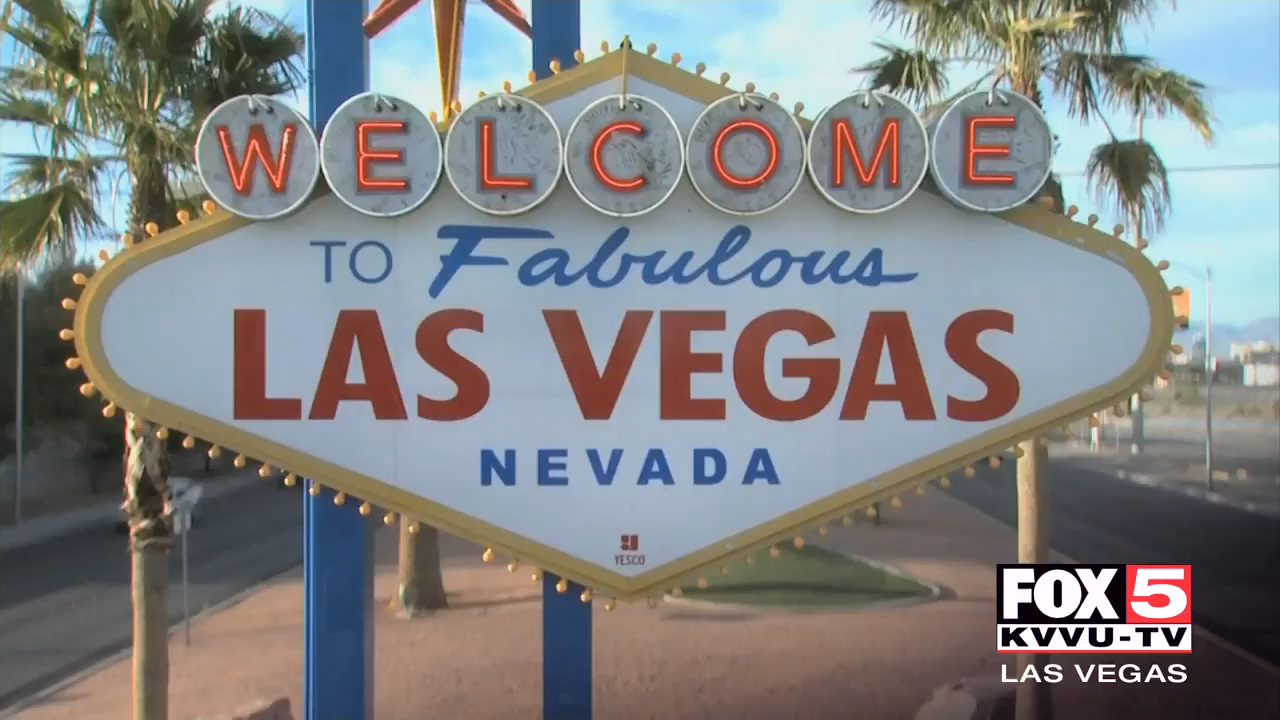 WELCOME
TO Fabulous
LAS VEGAS
NEVADA
YESCO
FOX 5
KVVU-TV
LAS VEGAS